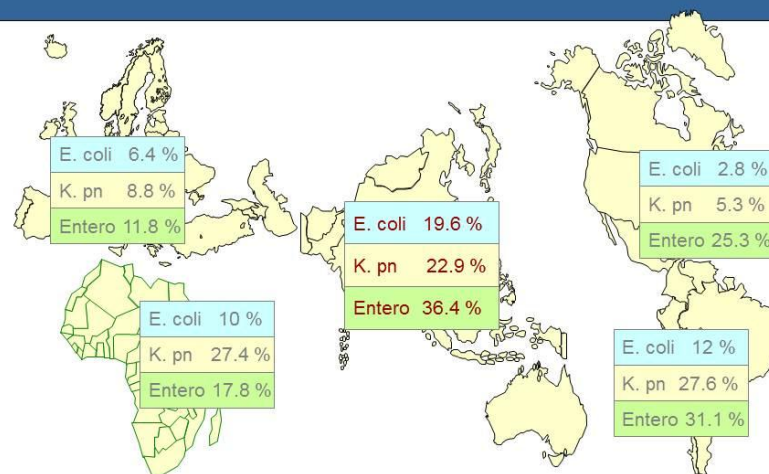 E. coli 6.4 %
K. pn 8.8 %
Entero 11.8 %
E. coli 19.6 %
K. pn 22.9 %
Entero 36.4 %
E. coli 2.8 %
K. pn 5.3 %
Entero 25.3 %
E. coli 10 %
K. pn 27.4 %
Entero 17.8 %
E. coli 12 %
K. pn 27.6 %
Entero 31.1 %